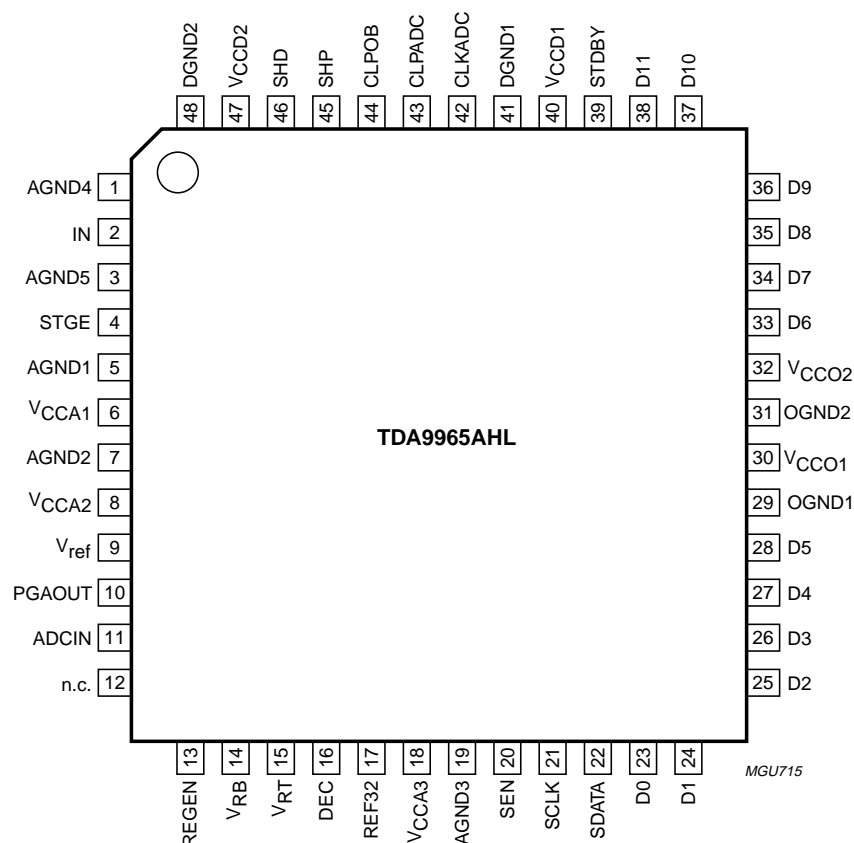 DGND2
VCCD2
SHD
SHP
CLPOB
CLPADC
CLKADC
DGND1
VCCD1
STDBY
D11
D10
48
47
46
45
44
43
42
41
40
39
38
37
AGND4 1
IN 2
AGND5 3
STGE 4
AGND1 5
VCCA1 6
AGND2 7
VCCA2 8
Vref 9
PGAOUT 10
ADCIN 11
n.c. 12
TDA9965AHL
36 D9
35 D8
34 D7
33 D6
32 VCCO2
31 OGND2
30 VCCO1
29 OGND1
28 D5
27 D4
26 D3
25 D2
13
14
15
16
17
18
19
20
21
22
23
24
REGEN
VRB
VRT
DEC
REF32
VCCA3
AGND3
SEN
SCLK
SDATA
D0
D1
MGU715